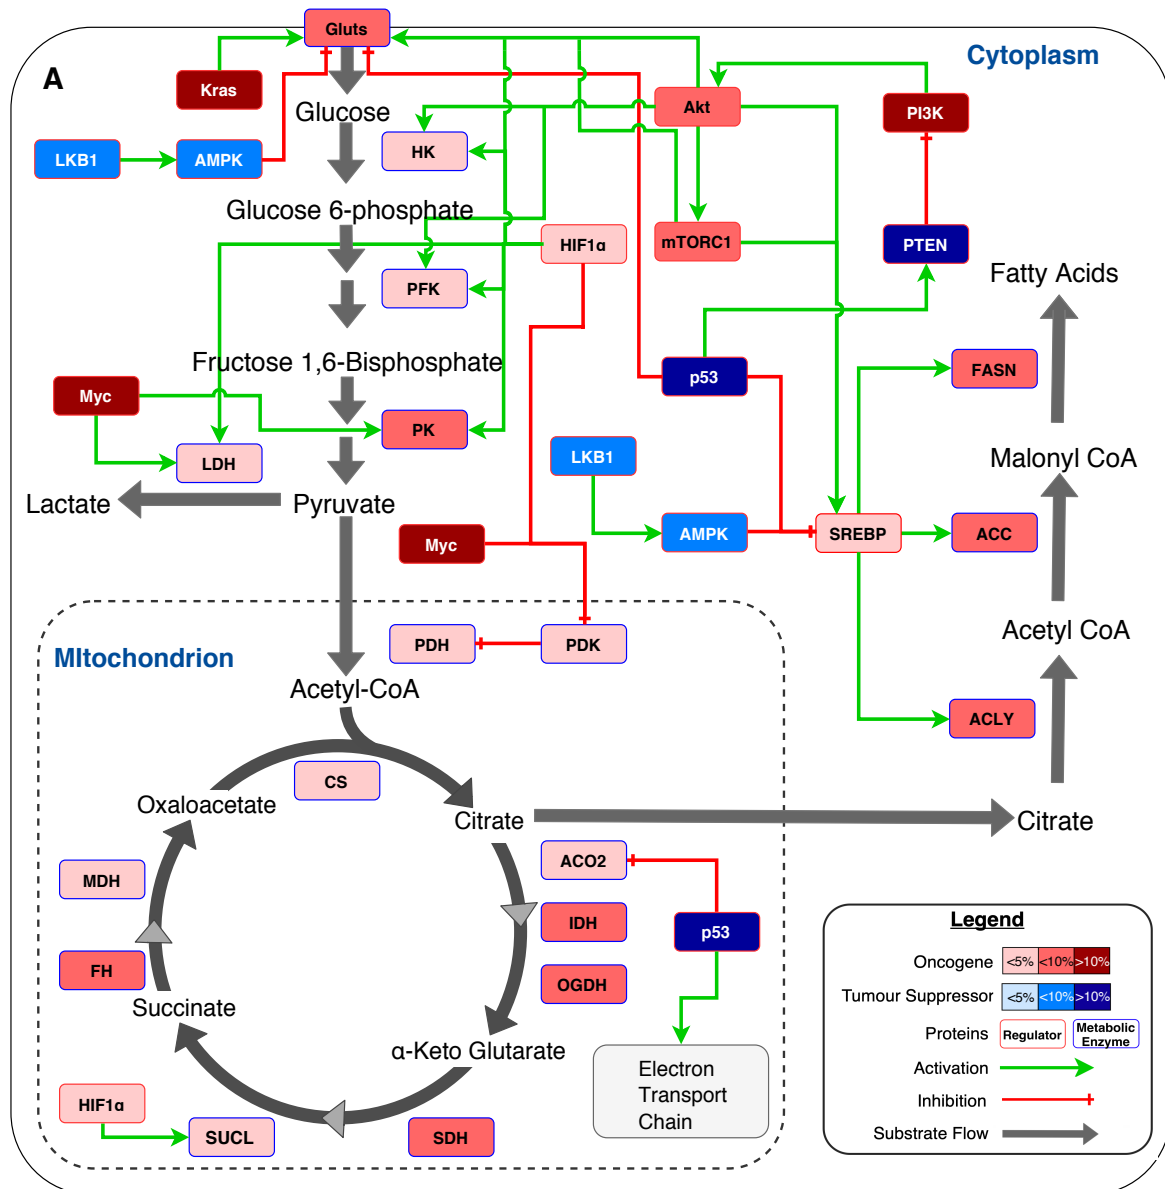 Gluts
Cytoplasm
A
Kras
Glucose
Akt
PI3K
LKB1
AMPK
HK
Glucose 6-phosphate
HIF1α
mTORC1
PTEN
Fatty Acids
PFK
Fructose 1,6-Bisphosphate
p53
FASN
Myc
PK
LDH
LKB1
Malonyl CoA
Lactate
Pyruvate
Myc
AMPK
SREBP
ACC
PDH
PDK
Acetyl CoA
MItochondrion
Acetyl-CoA
ACLY
CS
Oxaloacetate
Citrate
Citrate
MDH
ACO2
IDH
p53
FH
OGDH
Succinate
α-Keto Glutarate
Electron
Transport
Chain
HIF1α
SUCL
SDH
Legend
Oncogene <5% <10% >10%
Tumour Suppressor <5% <10% >10%
Proteins Regulator Metabolic
Enzyme
Activation
Inhibition
Substrate Flow